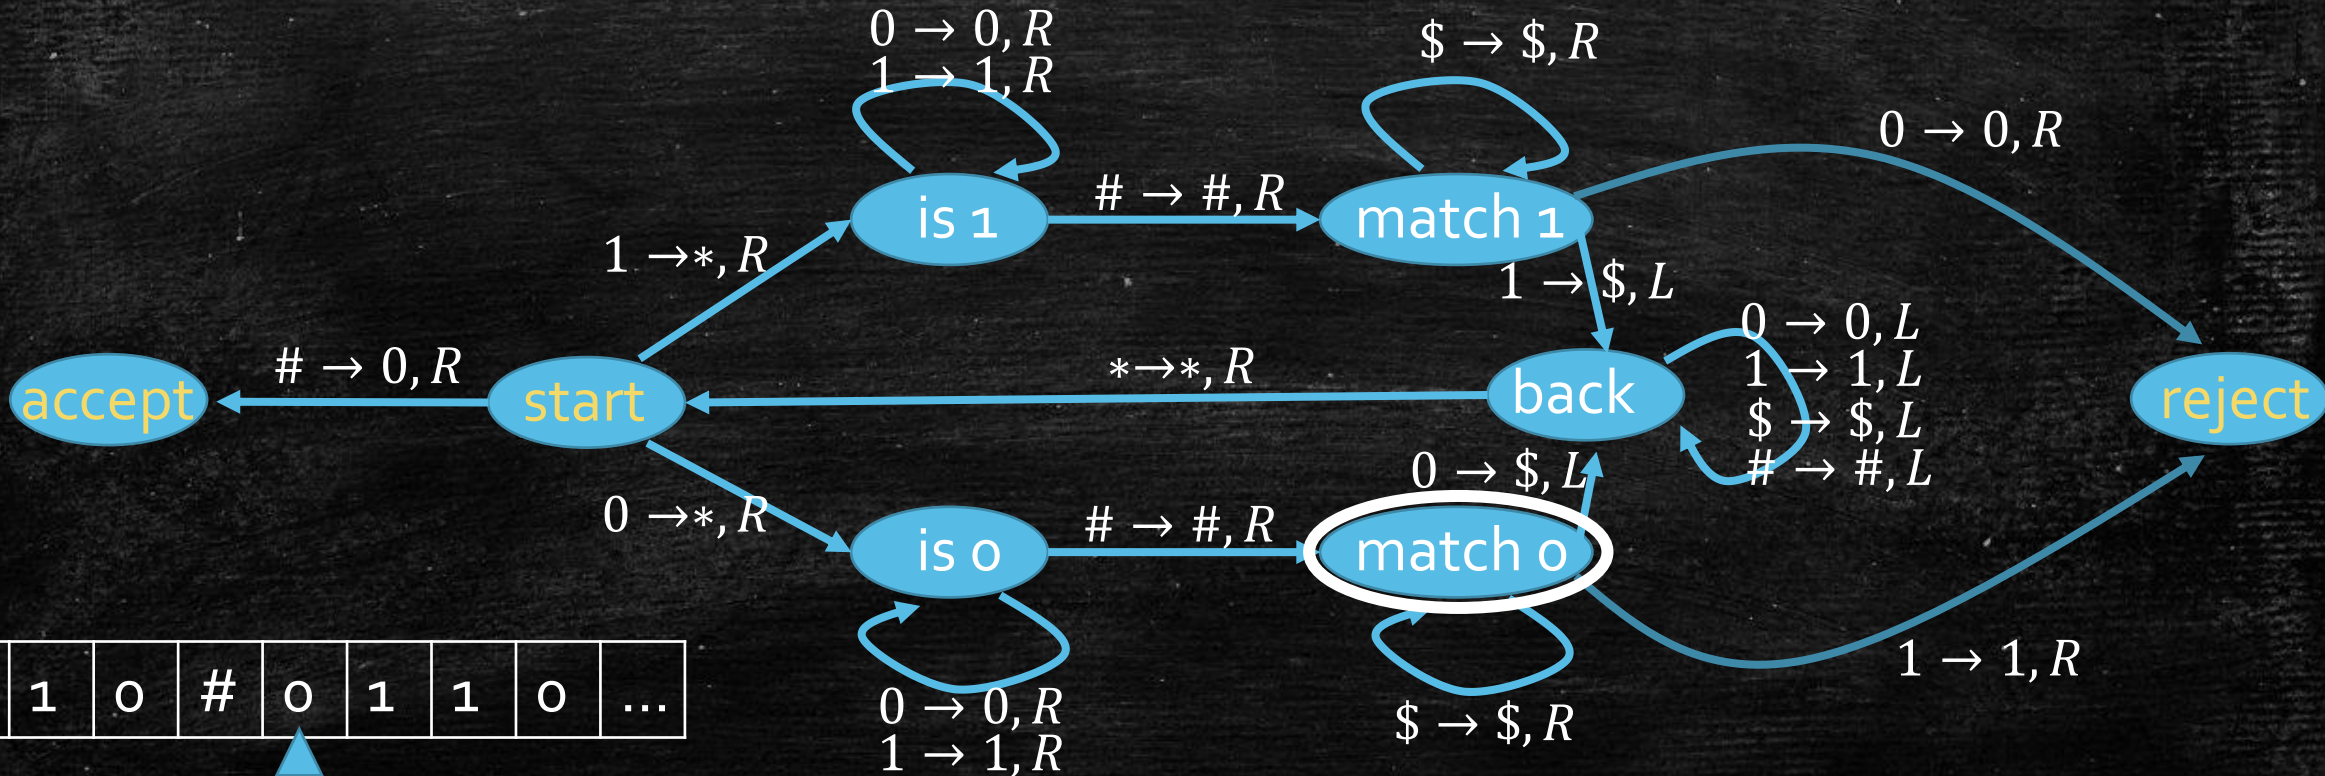 0 → 0, R
1 → 1, R
$ → $, R
0 → 0, R
is 1
# → #, R
match 1
1 →*, R
1 → $, L
0 → 0, L
1 → 1, L
$ → $, L
# → #, L
accept
# → 0, R
start
*→*, R
back
reject
0 → $, L
0 →*, R
is 0
# → #, R
match 0
1 → 1, R
1 0 # 0 1 1 0 ...
0 → 0, R
1 → 1, R
$ → $, R